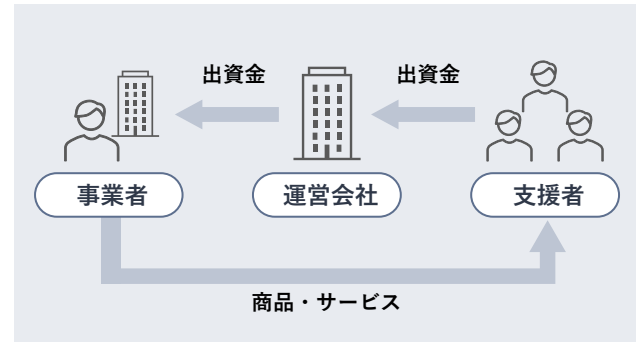 出資金
出資金
事業者
運営会社
支援者
商品・サービス